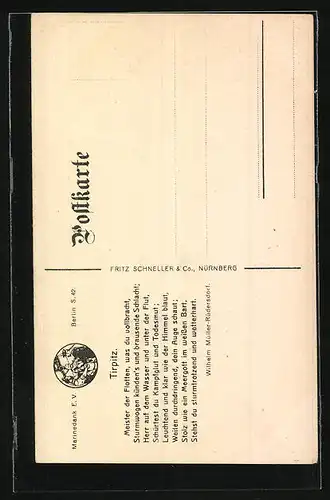 Postkarte
FRITZ SCHNELLER & Co., NÜRNBERG
Marinedank E. V. Berlin S. 42.
Tirpitz.
Meister der Flotten, was du vollbracht,
Sturmwogen künden's und brausende Schlacht;
Herr auf dem Wasser und unter der Flut,
Schürtest du Kampfglut und Todesmut;
Leuchtend und klar wie der Himmel blaut,
Weiten durchdringend, dein Auge schaut;
Stolz wie ein Meergott im weißen Bart,
Stehst du sturmtrotzend und wetterhart.
Wilhelm Müller-Rüdersdorf.